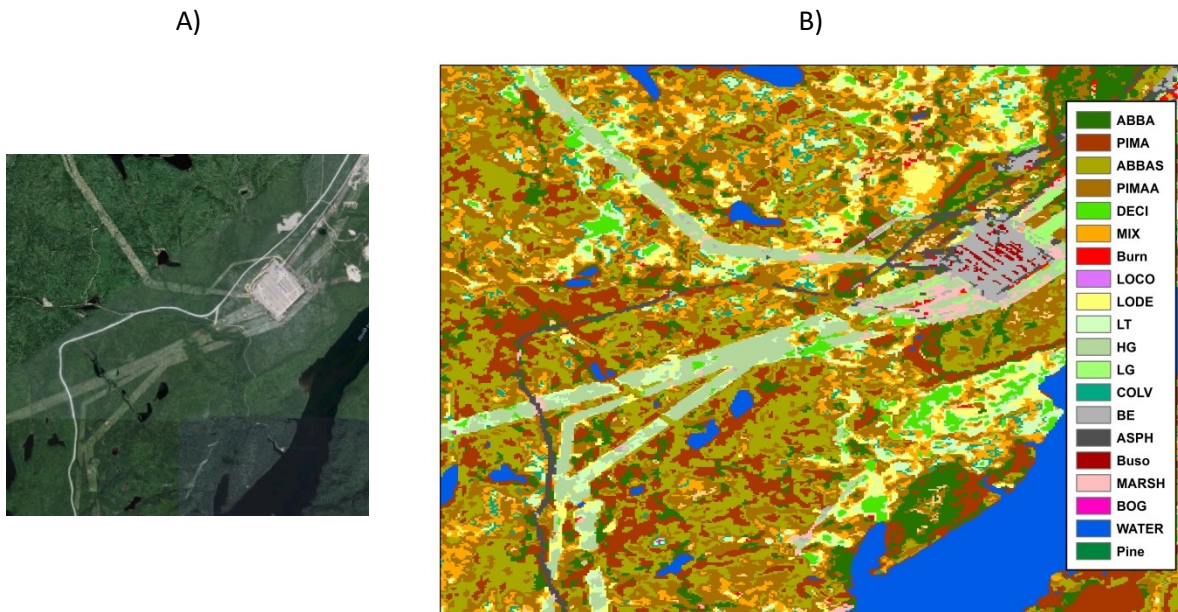 A)
B)
ABBA
PIMA
ABBAS
PIMAA
DECI
MIX
Burn
LOCO
LODE
LT
HG
LG
COLV
BE
ASPH
Buso
MARSH
BOG
WATER
Pine